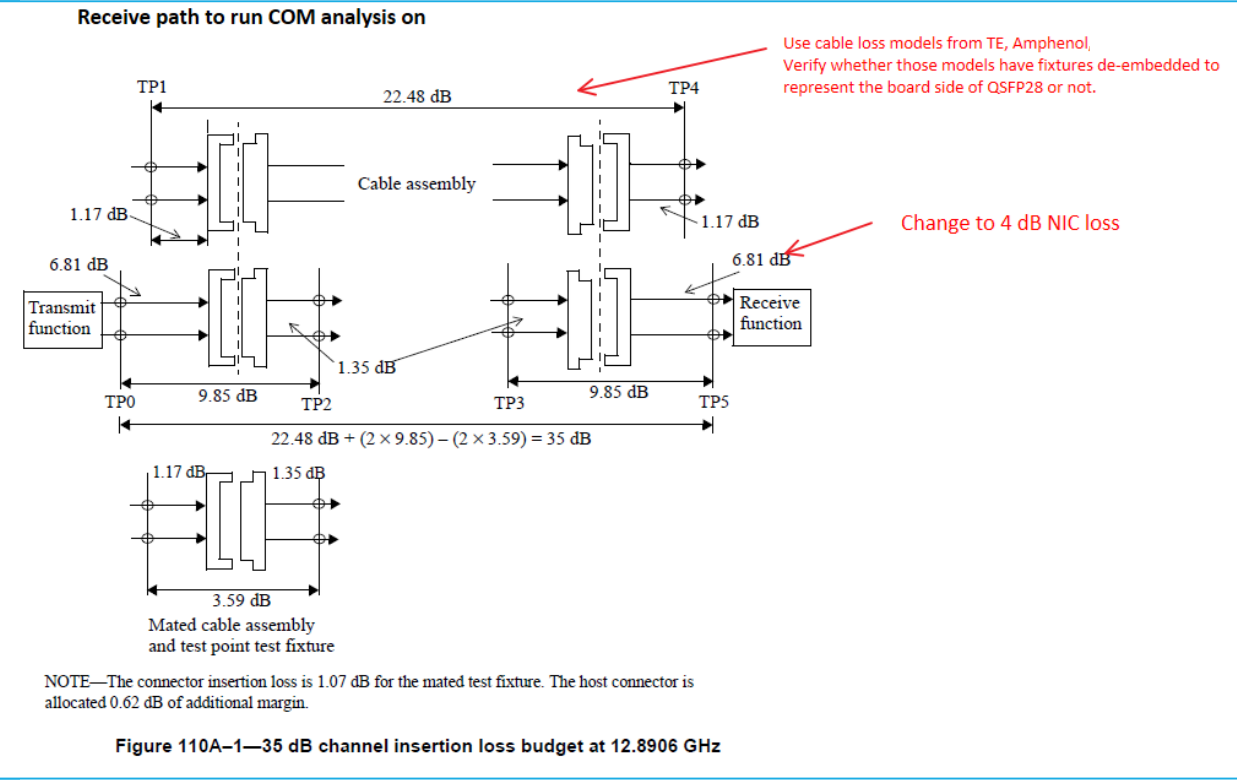 Receive path to run COM analysis on
Use cable loss models from TE, Amphenol,
Verify whether those models have fixtures de-embedded to
represent the board side of QSFP28 or not.
TP1
22.48 dB
TP4
Cable assembly
1.17 dB
1.17 dB
Change to 4 dB NIC loss
6.81 dB
6.81 dB
Transmit
function
Receive
function
1.35 dB
9.85 dB
9.85 dB
TP0
TP2
TP3
TP5
22.48 dB + (2 × 9.85) – (2 × 3.59) = 35 dB
1.17 dB
1.35 dB
3.59 dB
Mated cable assembly
and test point test fixture
NOTE—The connector insertion loss is 1.07 dB for the mated test fixture. The host connector is
allocated 0.62 dB of additional margin.
Figure 110A–1—35 dB channel insertion loss budget at 12.8906 GHz